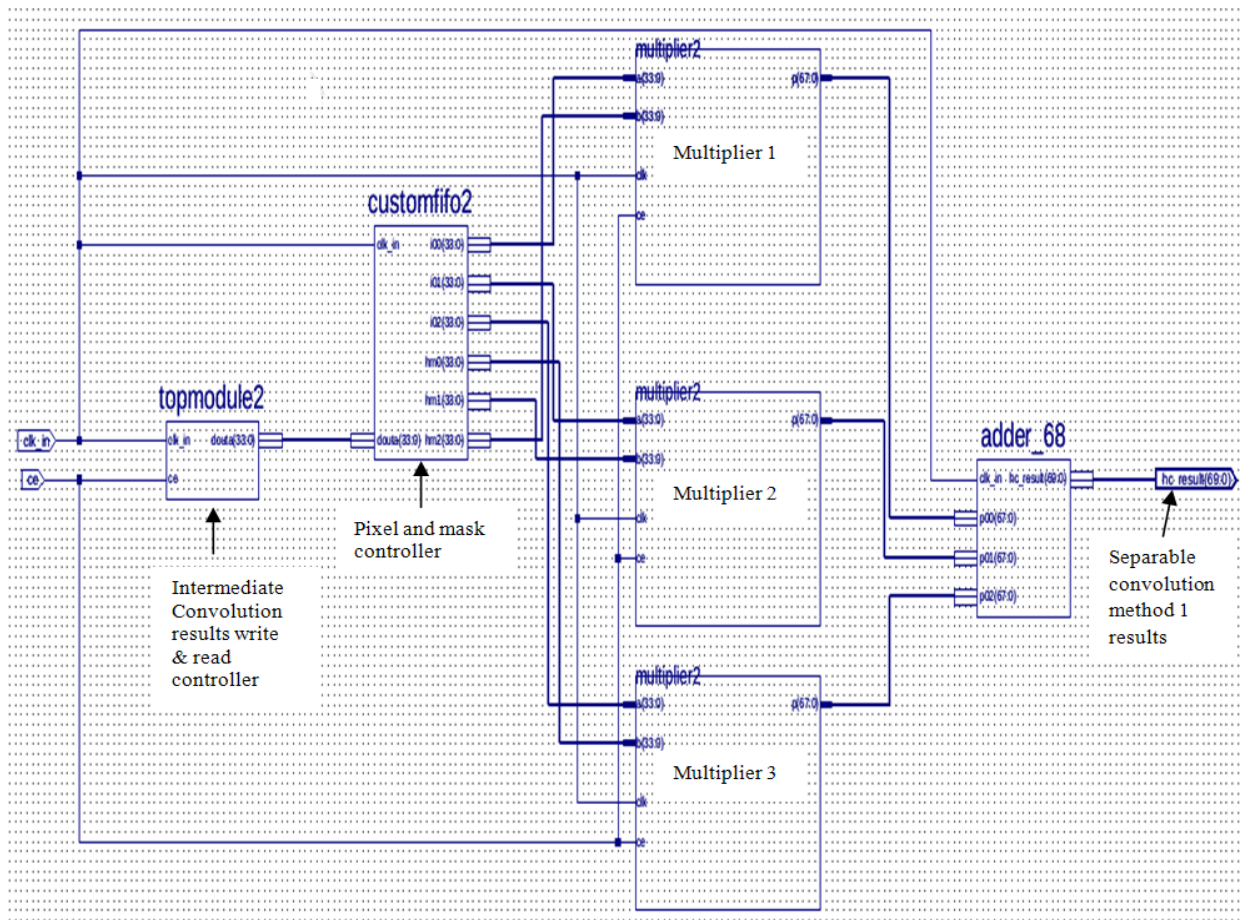 multiplier2
a(33:0)
p(67:0)
b(33:0)
Multiplier 1
clk
ce
customfifo2
clk_in
i00(33:0)
i01(33:0)
i02(33:0)
hm0(33:0)
hm1(33:0)
douta(33:0)
hm2(33:0)
topmodule2
clk_in
clk_in
douta(33:0)
ce
ce
multiplier2
a(33:0)
p(67:0)
b(33:0)
Multiplier 2
clk
ce
adder_68
clk_in
hc_result(69:0)
hc_result(69:0)
p00(67:0)
p01(67:0)
p02(67:0)
Pixel and mask
controller
Intermediate
Convolution
results write
& read
controller
Separable
convolution
method 1
results
multiplier2
a(33:0)
p(67:0)
b(33:0)
Multiplier 3
clk
ce